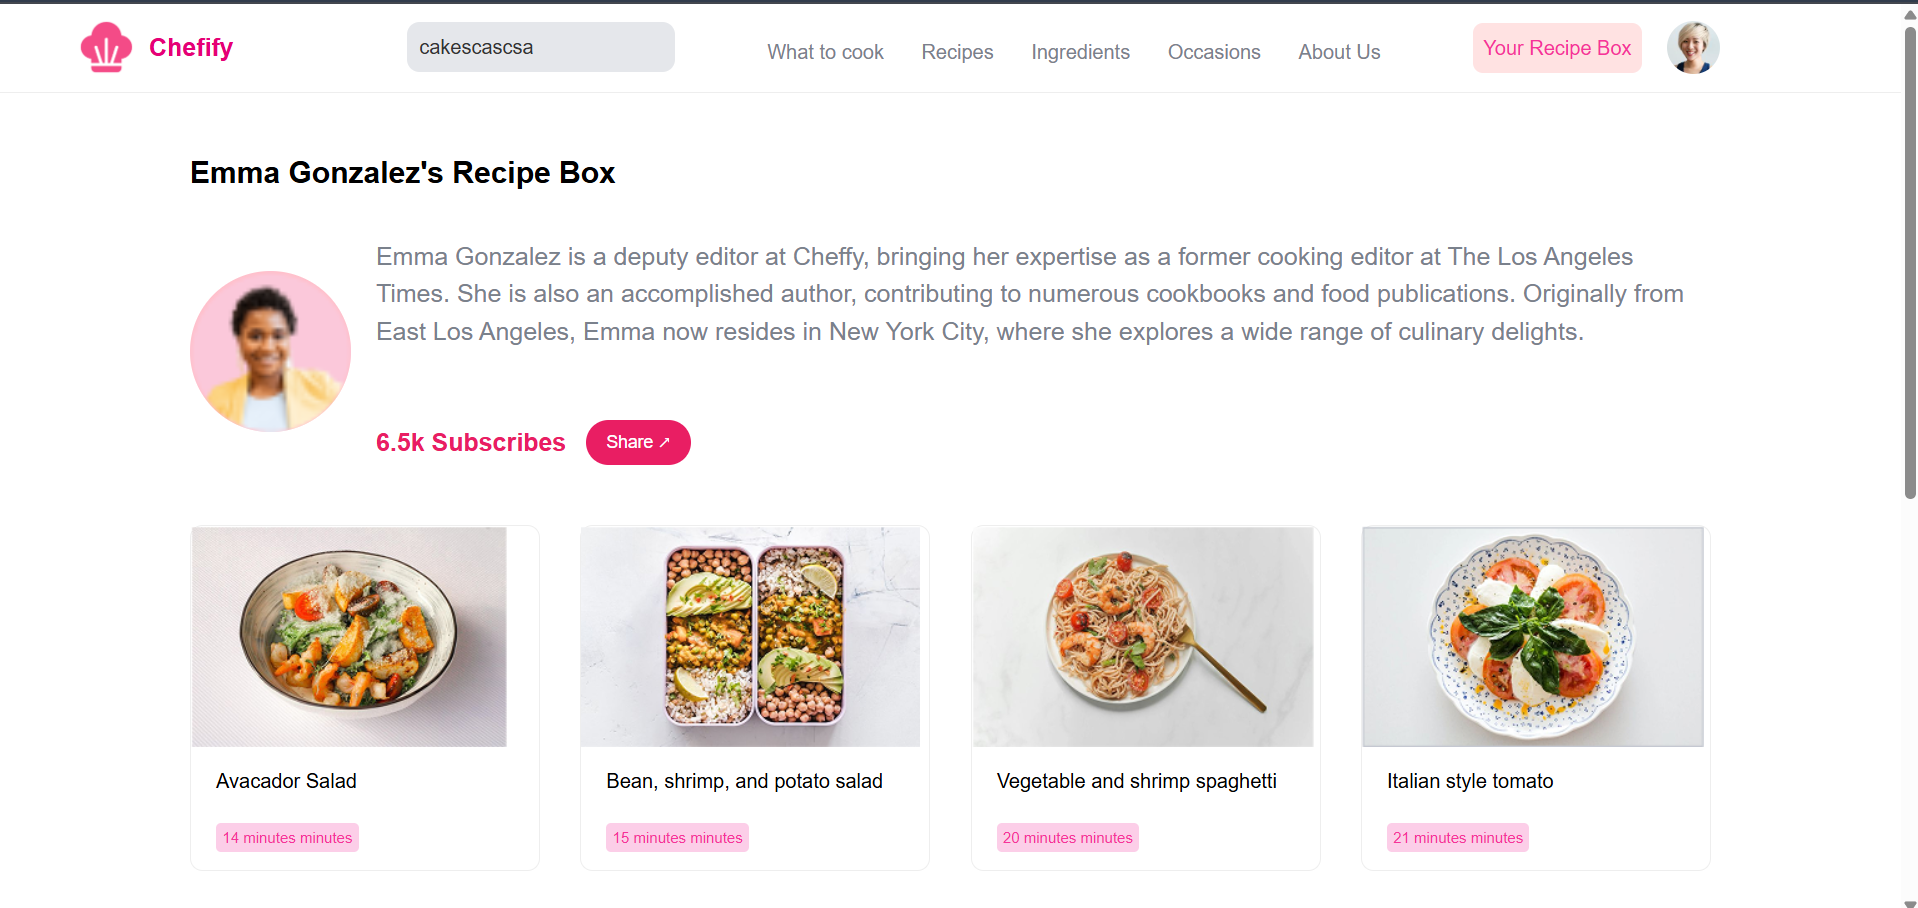 Chefify
cakescascsa
What to cook
Recipes
Ingredients
Occasions
About Us
Your Recipe Box
Emma Gonzalez's Recipe Box
Emma Gonzalez is a deputy editor at Cheffy, bringing her expertise as a former cooking editor at The Los Angeles
Times. She is also an accomplished author, contributing to numerous cookbooks and food publications. Originally from
East Los Angeles, Emma now resides in New York City, where she explores a wide range of culinary delights.
6.5k Subscribes
Share ↗
Avacador Salad
14 minutes minutes
Bean, shrimp, and potato salad
15 minutes minutes
Vegetable and shrimp spaghetti
20 minutes minutes
Italian style tomato
21 minutes minutes